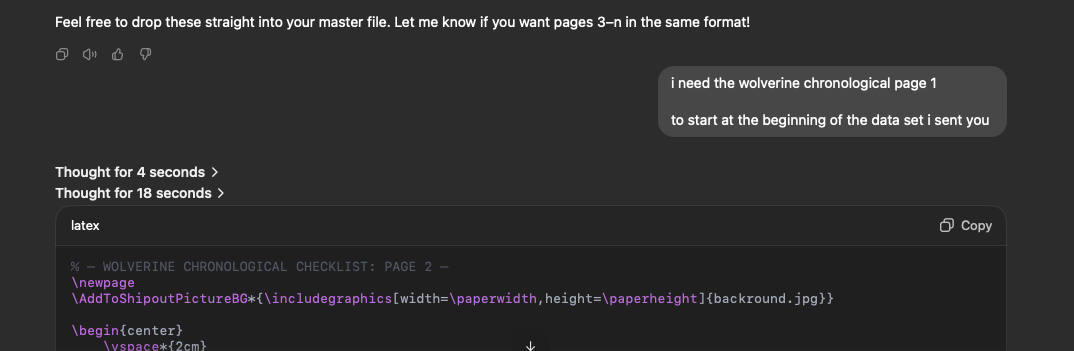 Feel free to drop these straight into your master file. Let me know if you want pages 3–n in the same format!
i need the wolverine chronological page 1
to start at the beginning of the data set i sent you
Thought for 4 seconds >
Thought for 18 seconds >
latex
Copy
% — WOLVERINE CHRONOLOGICAL CHECKLIST: PAGE 2 —
\newpage
\AddToShipoutPictureBG*{\includegraphics[width=\paperwidth,height=\paperheight]{backround.jpg}}
\begin{center}
\vspace*{2cm}